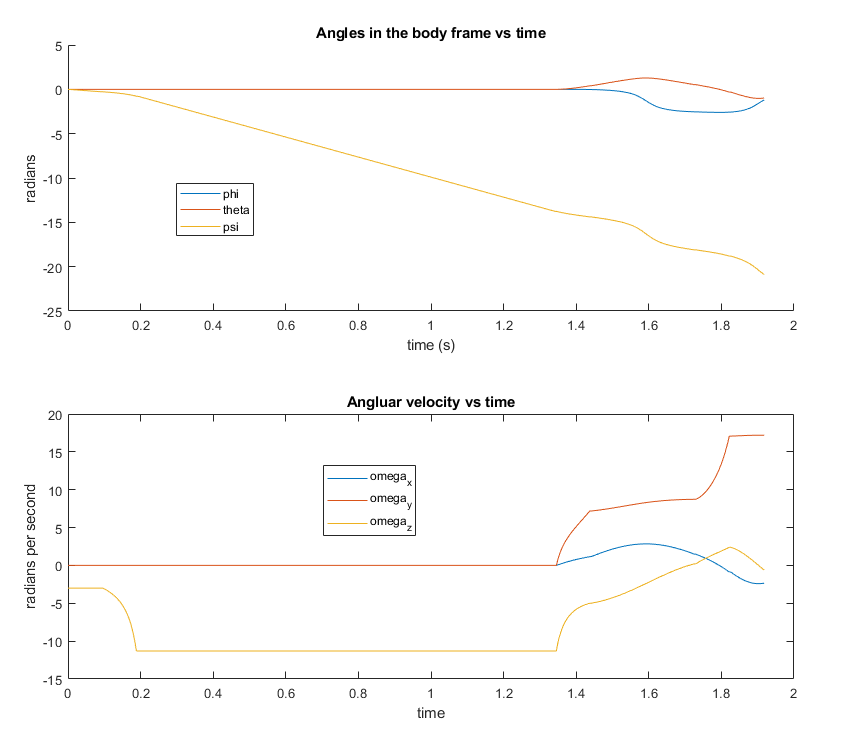 Angles in the body frame vs time
5
0
-5
-10
-15
-20
-25
radians
phi
theta
psi
0 0.2 0.4 0.6 0.8 1 1.2 1.4 1.6 1.8 2
time (s)
Angluar velocity vs time
20
15
10
5
0
-5
-10
-15
radians per second
omega_x
omega_y
omega_z
0 0.2 0.4 0.6 0.8 1 1.2 1.4 1.6 1.8 2
time